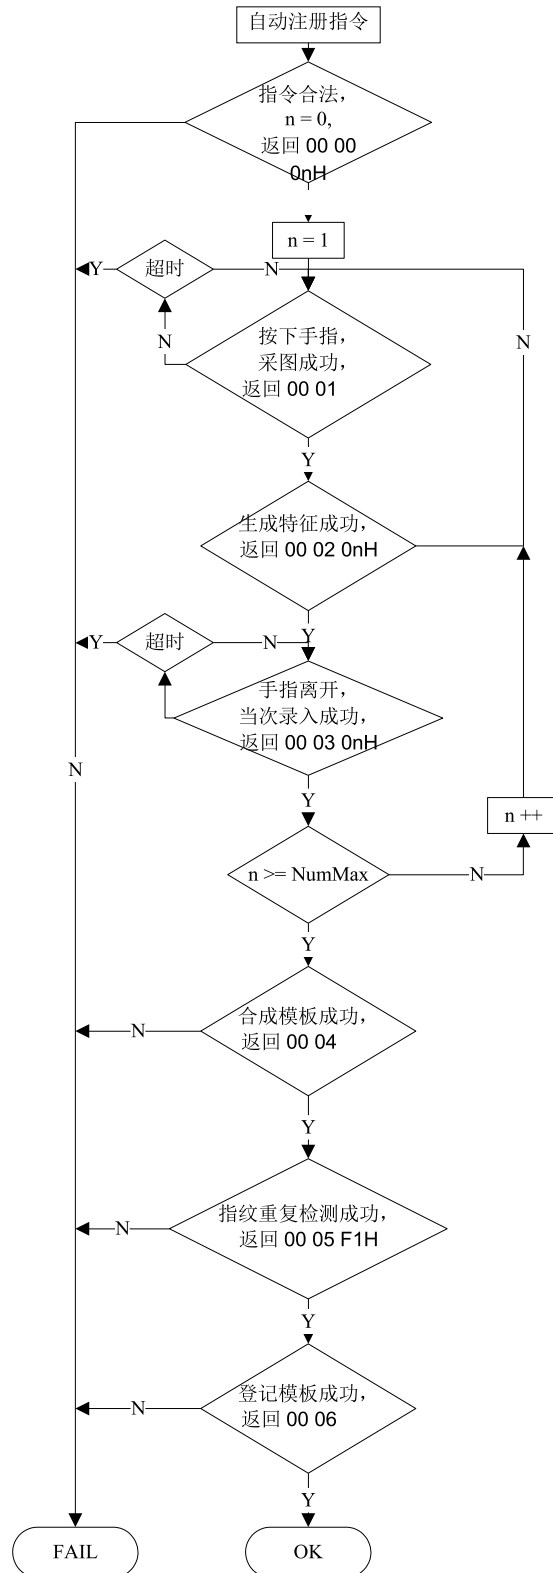 自动注册指令
指令合法，
n = 0,
返回 00 00
0nH
n = 1
Y
超时
N
N
N
按下手指，
采图成功，
返回 00 01
Y
生成特征成功，
返回 00 02 0nH
Y
Y
超时
N
手指离开，
当次录入成功，
返回 00 03 0nH
N
Y
n ++
n >= NumMax
N
Y
合成模板成功，
返回 00 04
N
Y
指纹重复检测成功，
返回 00 05 F1H
N
Y
登记模板成功，
返回 00 06
N
Y
FAIL
OK